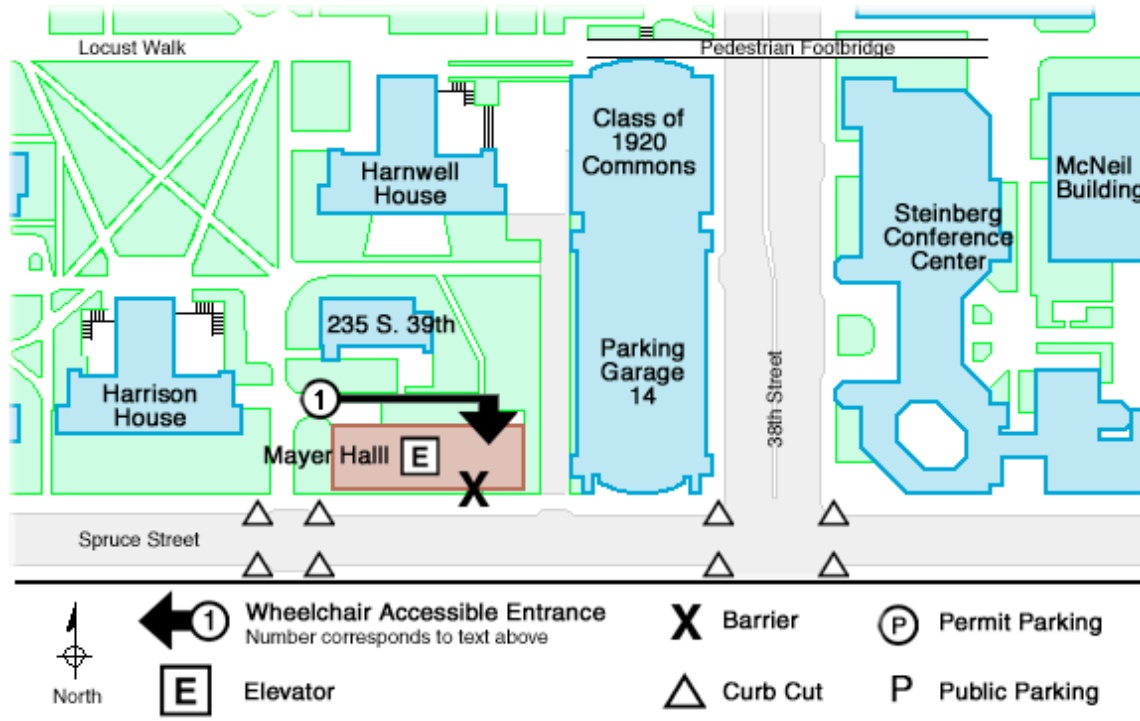 Locust Walk
Pedestrian Footbridge
Class of
1920
Commons
Harnwell
House
McNeil
Building
Steinberg
Conference
Center
235 S. 39th
Parking
Garage
14
38th Street
Harrison
House
1
Mayer Halll
E
X
Spruce Street
1
Wheelchair Accessible Entrance
Number corresponds to text above
X
Barrier
P
Permit Parking
North
E
Elevator
Curb Cut
P
Public Parking